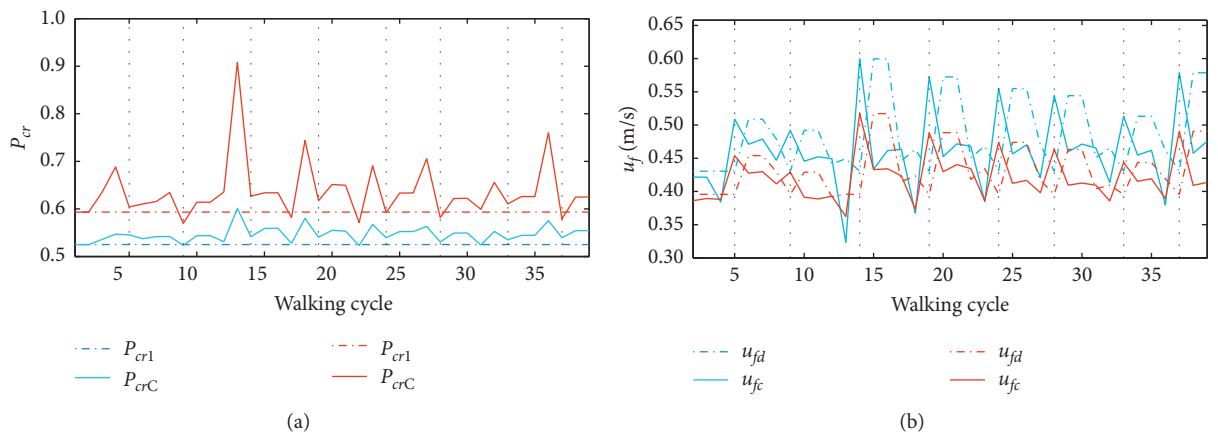 1.0
0.9
0.8
0.7
0.6
0.5
P_cr
5 10 15 20 25 30 35
Walking cycle
P_cr1 P_cr1
P_crC P_crC
(a)
0.65
0.60
0.55
0.50
0.45
0.40
0.35
0.30
u_f (m/s)
5 10 15 20 25 30 35
Walking cycle
u_fd u_fd
u_fc u_fc
(b)